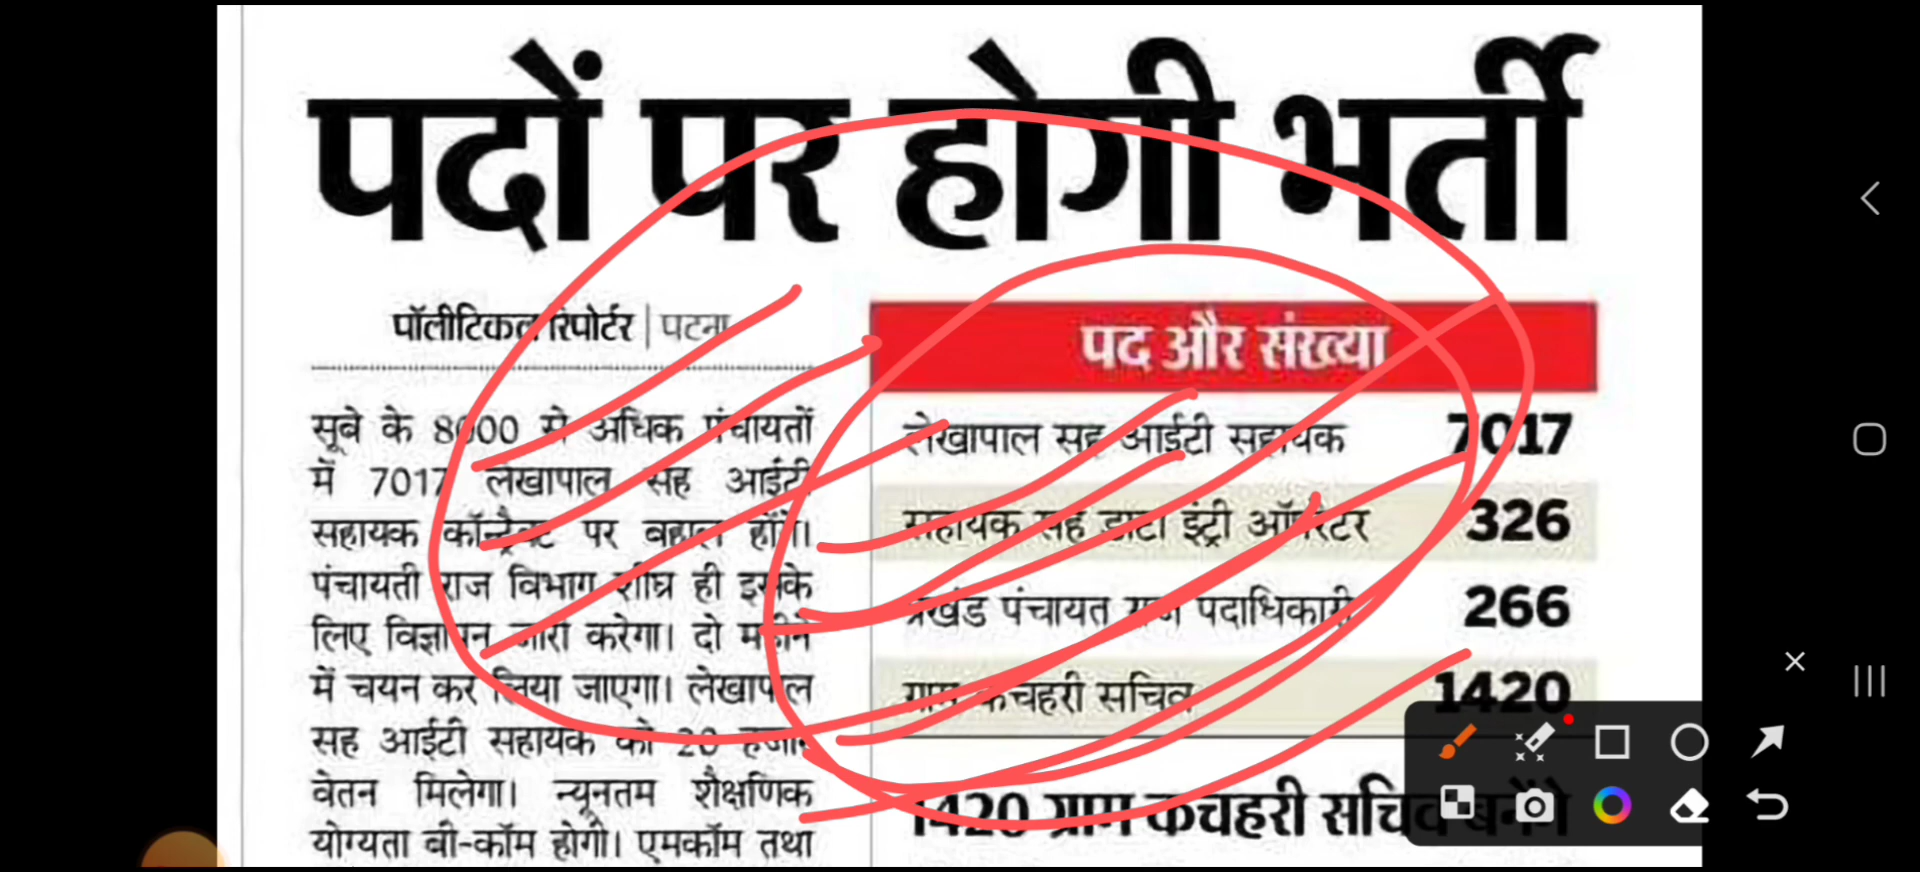 पदों पर होगी भर्ती
पॉलीटिकल रिपोर्टर | पटना
सूबे के 8000 से अधिक पंचायतों
में 7017 लेखापाल सह आईटी
सहायक कॉन्ट्रैक्ट पर बहाल होंगे।
पंचायती राज विभाग शीघ्र ही इसके
लिए विज्ञापन जारी करेगा। दो महीने
में चयन कर लिया जाएगा। लेखापाल
सह आईटी सहायक को 20 हजार
वेतन मिलेगा। न्यूनतम शैक्षणिक
योग्यता बी-कॉम होगी। एमकॉम तथा
पद और संख्या
लेखापाल सह आईटी सहायक 7017
सहायक सह डाटा इंट्री ऑपरेटर 326
प्रखंड पंचायत राज पदाधिकारी 266
ग्राम कचहरी सचिव 1420
1420 ग्राम कचहरी सचिव बनेंगे